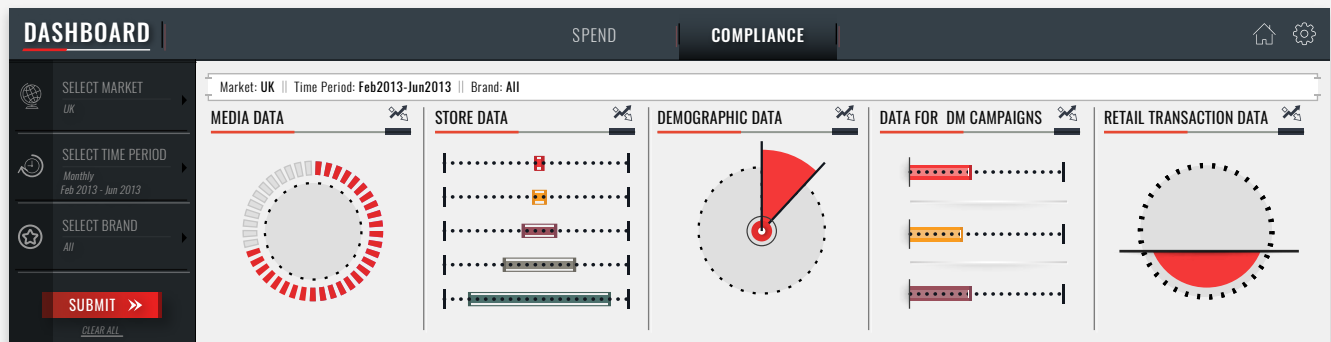 DASHBOARD
SPEND
COMPLIANCE
SELECT MARKET
UK
SELECT TIME PERIOD
Monthly
Feb 2013 - Jun 2013
SELECT BRAND
All
SUBMIT
CLEAR ALL
Market: UK || Time Period: Feb2013-Jun2013 || Brand: All
MEDIA DATA
STORE DATA
DEMOGRAPHIC DATA
DATA FOR DM CAMPAIGNS
RETAIL TRANSACTION DATA